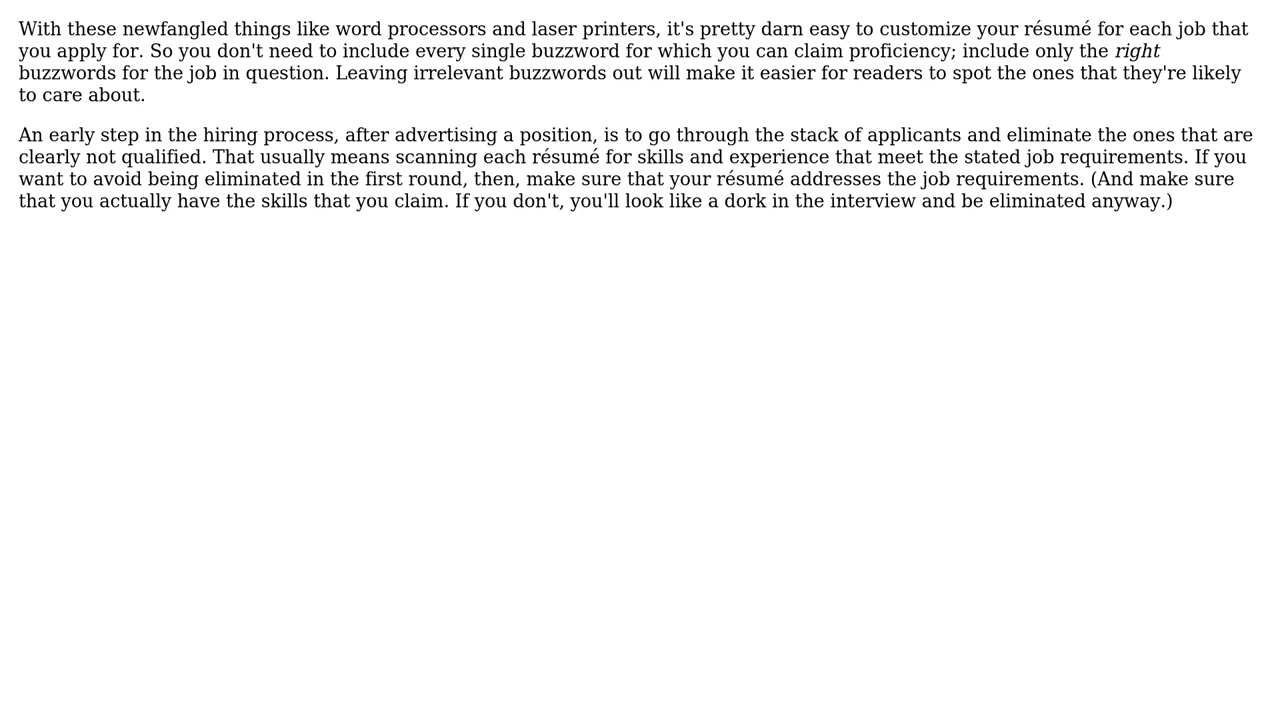 With these newfangled things like word processors and laser printers, it's pretty darn easy to customize your résumé for each job that
you apply for. So you don't need to include every single buzzword for which you can claim proficiency; include only the right
buzzwords for the job in question. Leaving irrelevant buzzwords out will make it easier for readers to spot the ones that they're likely
to care about.
An early step in the hiring process, after advertising a position, is to go through the stack of applicants and eliminate the ones that are
clearly not qualified. That usually means scanning each résumé for skills and experience that meet the stated job requirements. If you
want to avoid being eliminated in the first round, then, make sure that your résumé addresses the job requirements. (And make sure
that you actually have the skills that you claim. If you don't, you'll look like a dork in the interview and be eliminated anyway.)